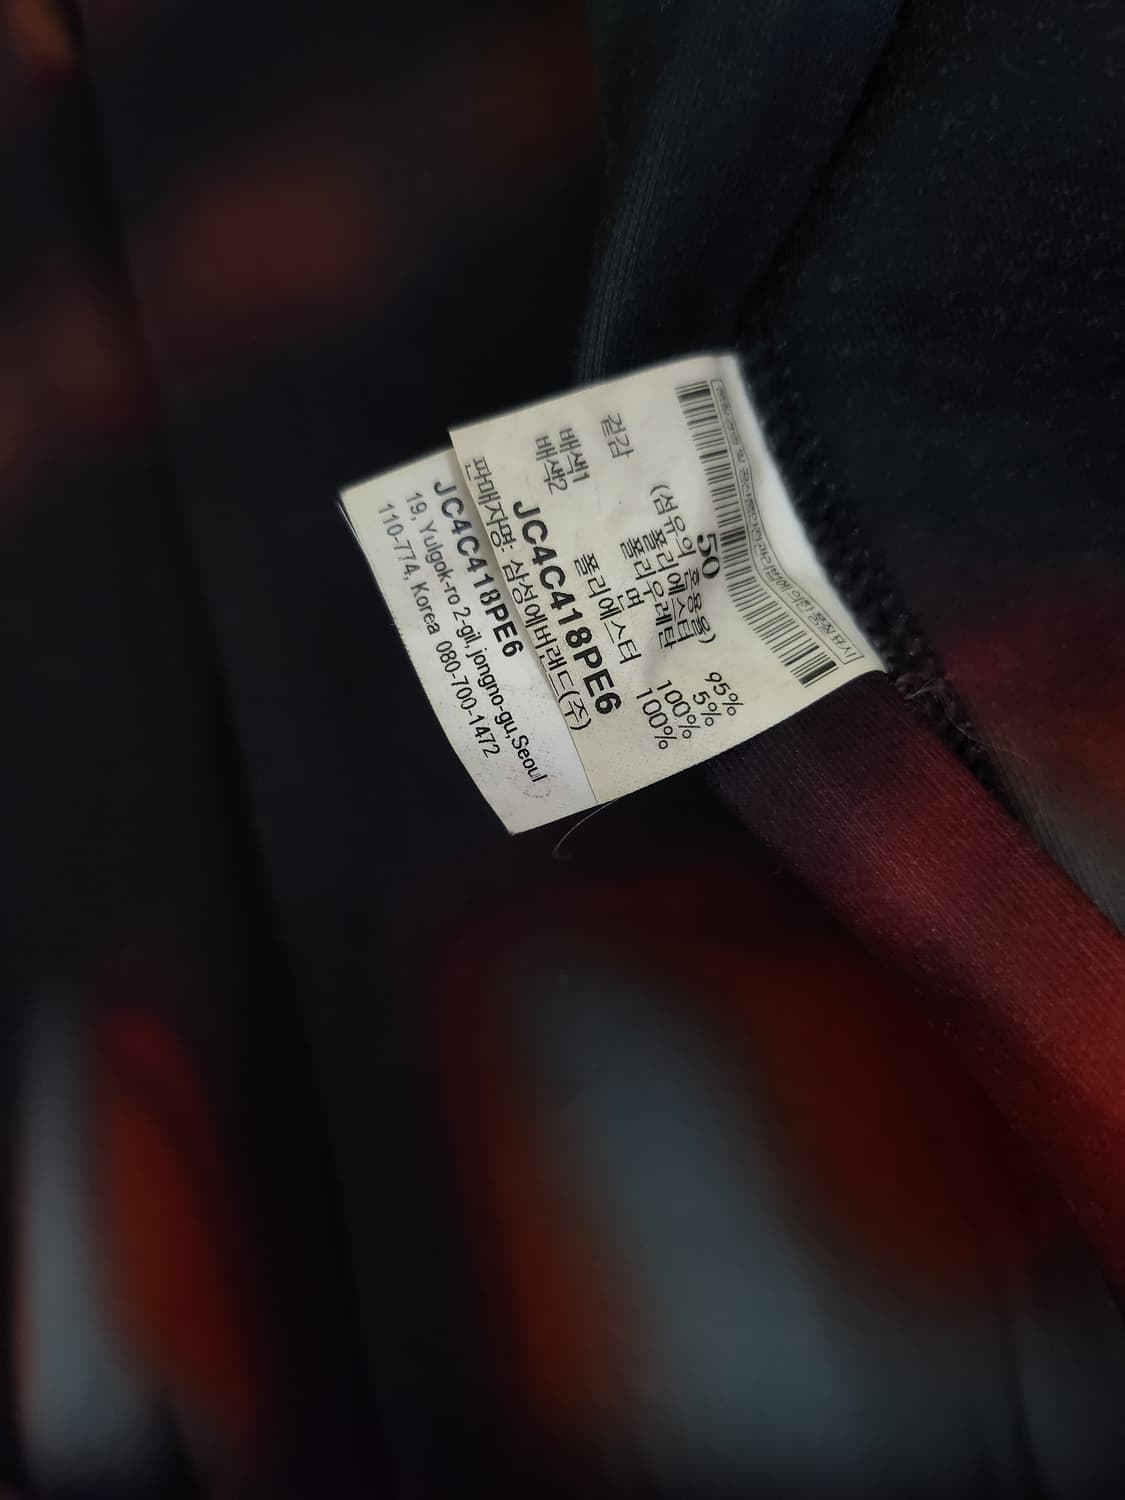 50
(섬유의 혼용율)
겉감 폴리에스터 95%
폴리우레탄 5%
배색1 면 100%
배색2 폴리에스터 100%
JC4C418PE6
판매자명: 삼성에버랜드(주)
JC4C418PE6
19, Yulgok-ro 2-gil, jongno-gu,Seoul
110-774, Korea 080-700-1472